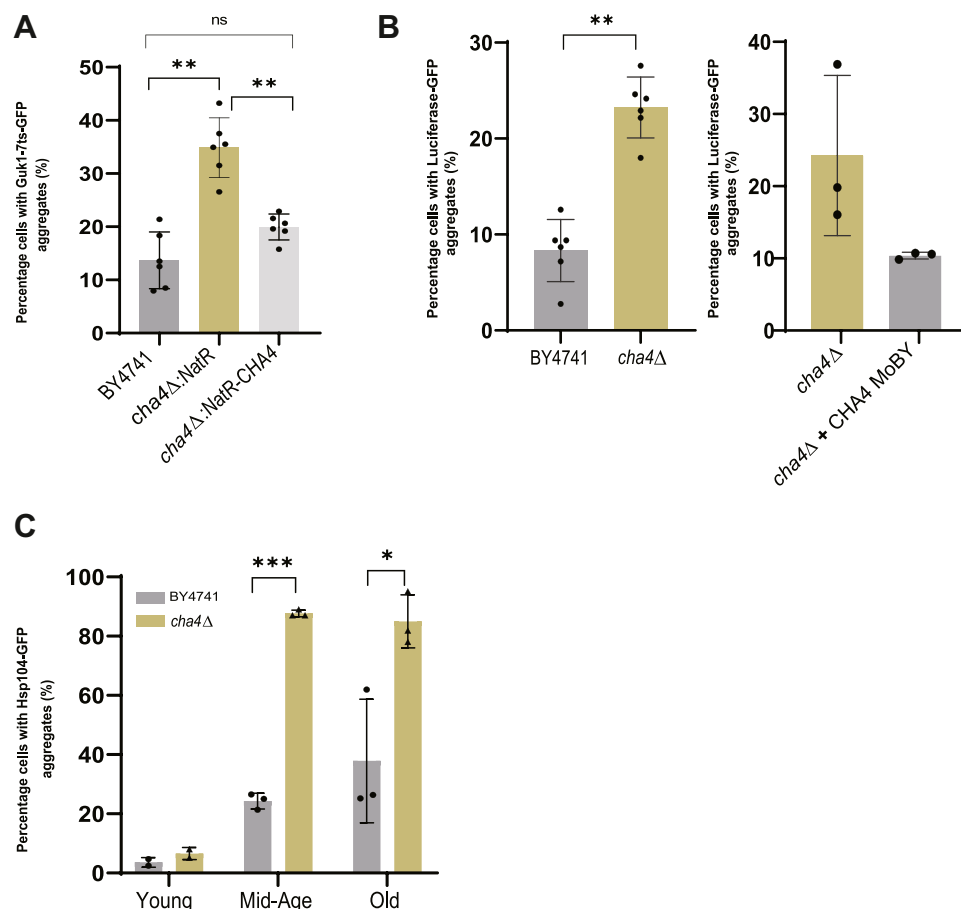 A
ns
**
**
Percentage cells with Guk1-7ts-GFP
aggregates (%)
50
40
30
20
10
0
BY4741
cha4Δ:NatR
cha4Δ:NatR-CHA4
B
**
Percentage cells with Luciferase-GFP
aggregates (%)
30
20
10
0
BY4741
cha4Δ
Percentage cells with Luciferase-GFP
aggregates (%)
40
30
20
10
0
cha4Δ
cha4Δ + CHA4 MoBY
C
***
*
BY4741
cha4Δ
Percentage cells with Hsp104-GFP
aggregates (%)
100
80
60
40
20
0
Young
Mid-Age
Old